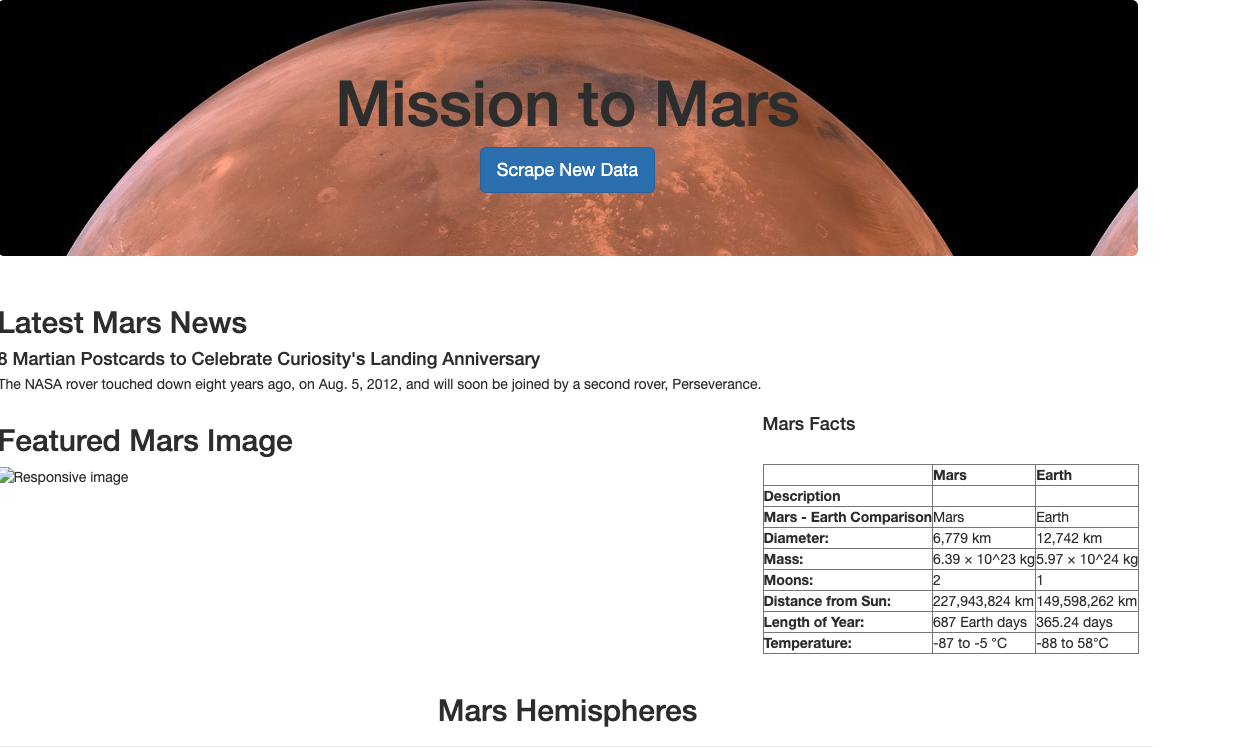 Mission to Mars
Scrape New Data
Latest Mars News
8 Martian Postcards to Celebrate Curiosity's Landing Anniversary
The NASA rover touched down eight years ago, on Aug. 5, 2012, and will soon be joined by a second rover, Perseverance.
Featured Mars Image
Responsive image
Mars Facts
Mars Earth
Description
Mars - Earth Comparison Mars Earth
Diameter: 6,779 km 12,742 km
Mass: 6.39 × 10^23 kg 5.97 × 10^24 kg
Moons: 2 1
Distance from Sun: 227,943,824 km 149,598,262 km
Length of Year: 687 Earth days 365.24 days
Temperature: -87 to -5 °C -88 to 58°C
Mars Hemispheres